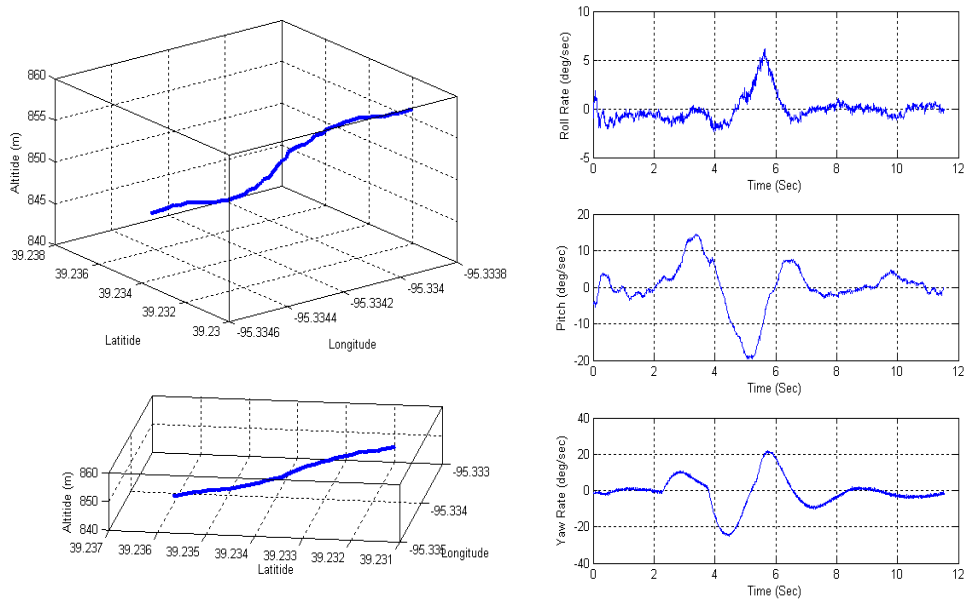 860
855
850
845
840
Altitide (m)
39.238
39.236
39.234
39.232
39.23
Latitide
-95.3346
-95.3344
-95.3342
-95.334
-95.3338
Longitude
860
850
840
Altitide (m)
39.237
39.236
39.235
39.234
39.233
39.232
39.231
Latitide
-95.335
-95.334
-95.333
Longitude
10
5
0
-5
Roll Rate (deg/sec)
0 2 4 6 8 10 12
Time (Sec)
20
10
0
-10
-20
Pitch (deg/sec)
0 2 4 6 8 10 12
Time (Sec)
40
20
0
-20
-40
Yaw Rate (deg/sec)
0 2 4 6 8 10 12
Time (Sec)